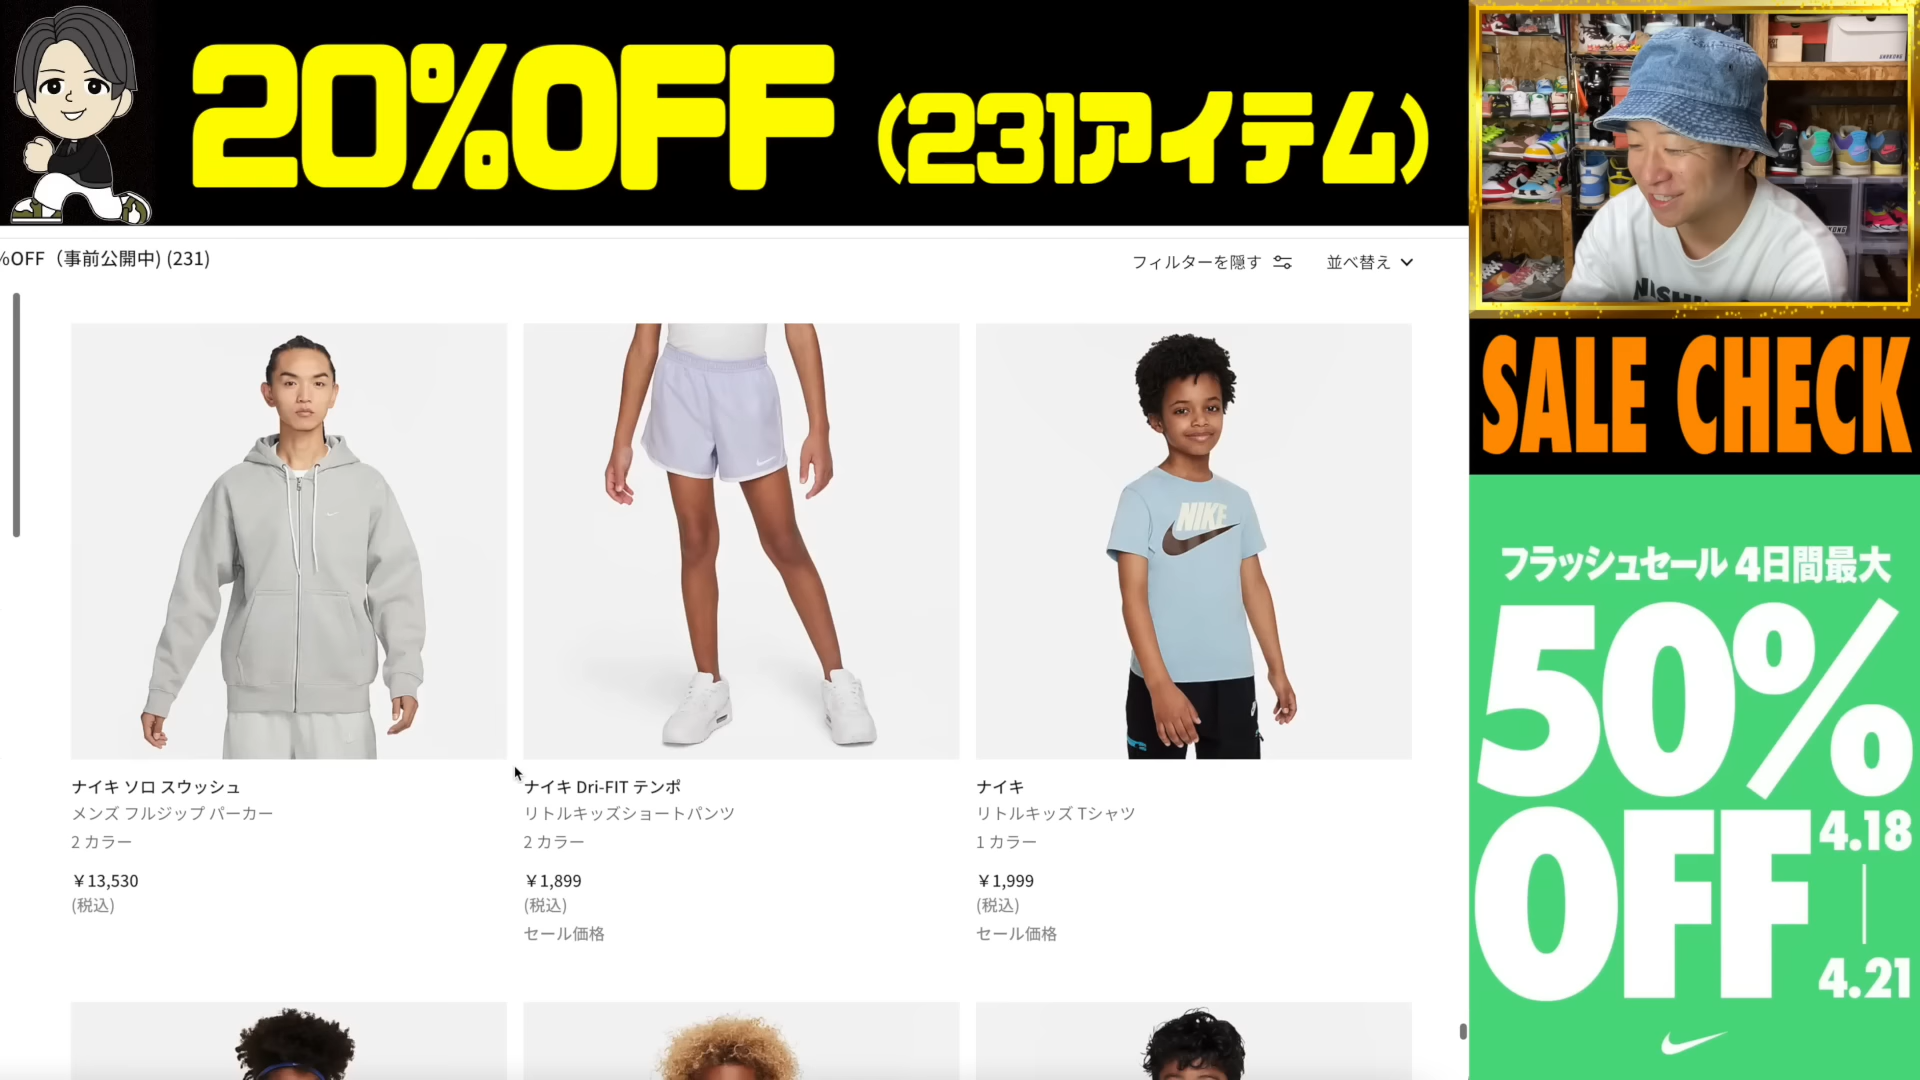 20%OFF (231アイテム)
%OFF（事前公開中) (231)
フィルターを隠す
並べ替え
ナイキ ソロ スウッシュ
メンズ フルジップ パーカー
2 カラー
￥13,530
(税込)
ナイキ Dri-FIT テンポ
リトルキッズショートパンツ
2 カラー
￥1,899
(税込)
セール価格
NIKE
ナイキ
リトルキッズ Tシャツ
1 カラー
￥1,999
(税込)
セール価格
SALE CHECK
フラッシュセール 4日間最大
50%
OFF
4.18
4.21